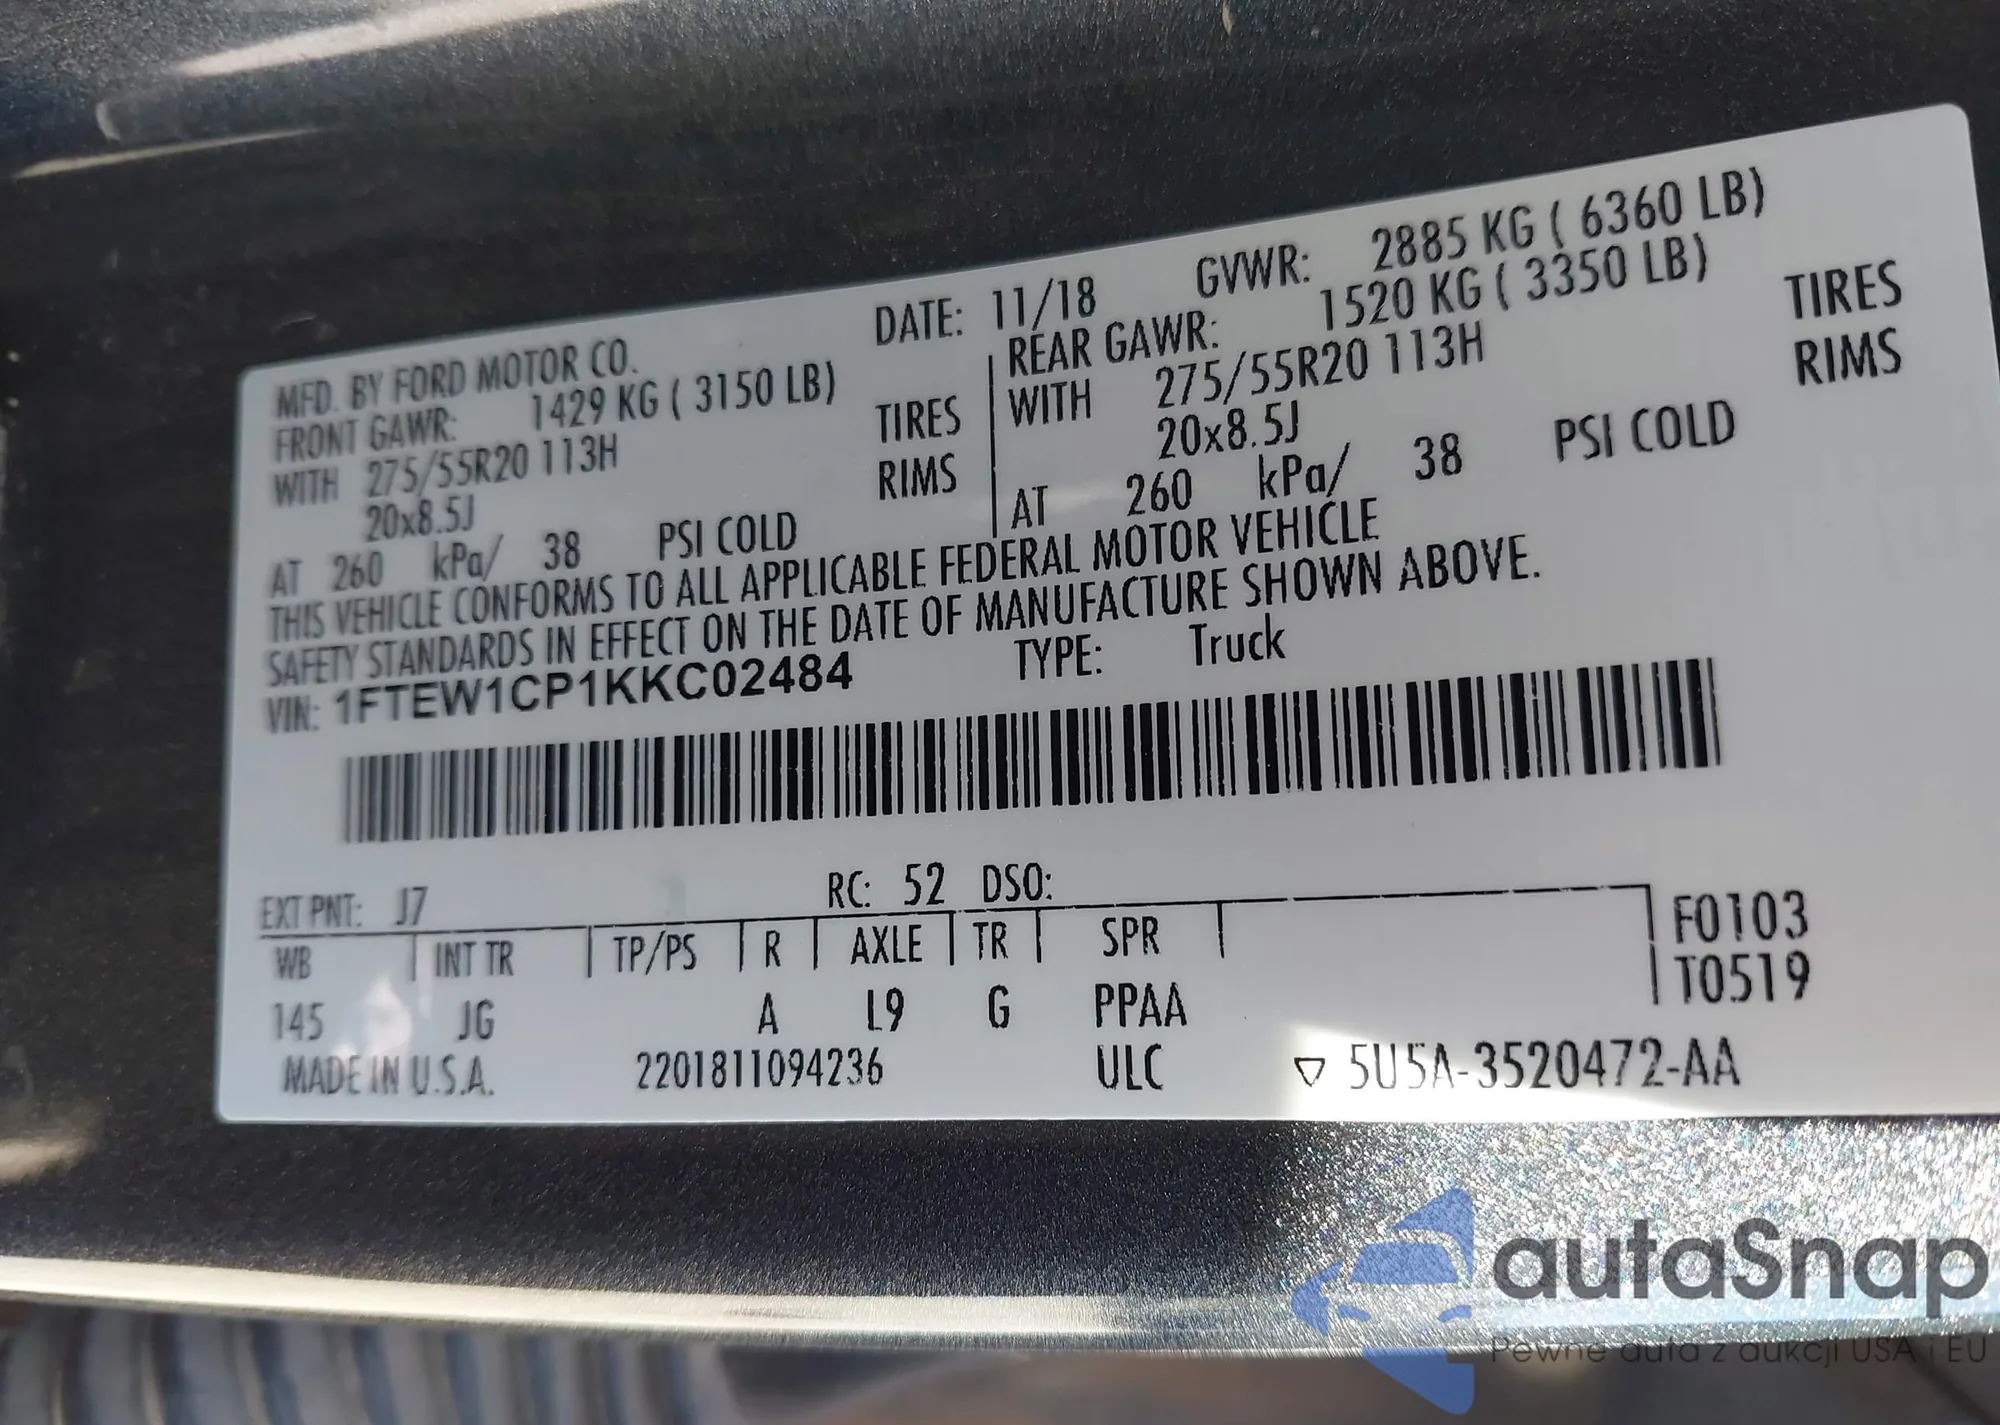 MFD. BY FORD MOTOR CO. DATE: 11/18 GVWR: 2885 KG ( 6360 LB)
FRONT GAWR: 1429 KG ( 3150 LB) REAR GAWR: 1520 KG ( 3350 LB)
WITH 275/55R20 113H TIRES WITH 275/55R20 113H TIRES
20x8.5J RIMS 20x8.5J RIMS
AT 260 kPa/ 38 PSI COLD AT 260 kPa/ 38 PSI COLD
THIS VEHICLE CONFORMS TO ALL APPLICABLE FEDERAL MOTOR VEHICLE
SAFETY STANDARDS IN EFFECT ON THE DATE OF MANUFACTURE SHOWN ABOVE.
VIN: 1FTEW1CP1KKC02484 TYPE: Truck
EXT PNT: J7 RC: 52 DSO:
WB INT TR TP/PS R AXLE TR SPR F0103
T0519
145 JG A L9 G PPAA
MADE IN U.S.A. 2201811094236 ULC ▽ 5U5A-3520472-AA
autaSnap
Pewne auta z aukcji USA i EU